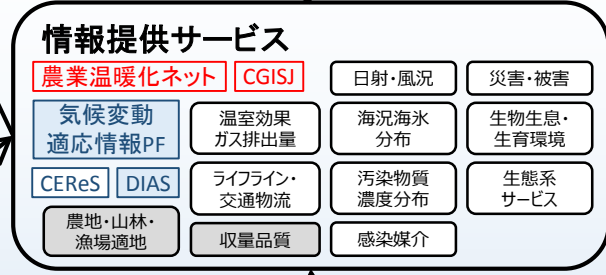 情報提供サービス
農業温暖化ネット
CGISJ
日射・風況
災害・被害
気候変動
適応情報PF
温室効果
ガス排出量
海況海氷
分布
生物生息・
生育環境
CEReS
DIAS
ライフライン・
交通物流
汚染物質
濃度分布
生態系
サービス
農地・山林・
漁場適地
収量品質
感染媒介